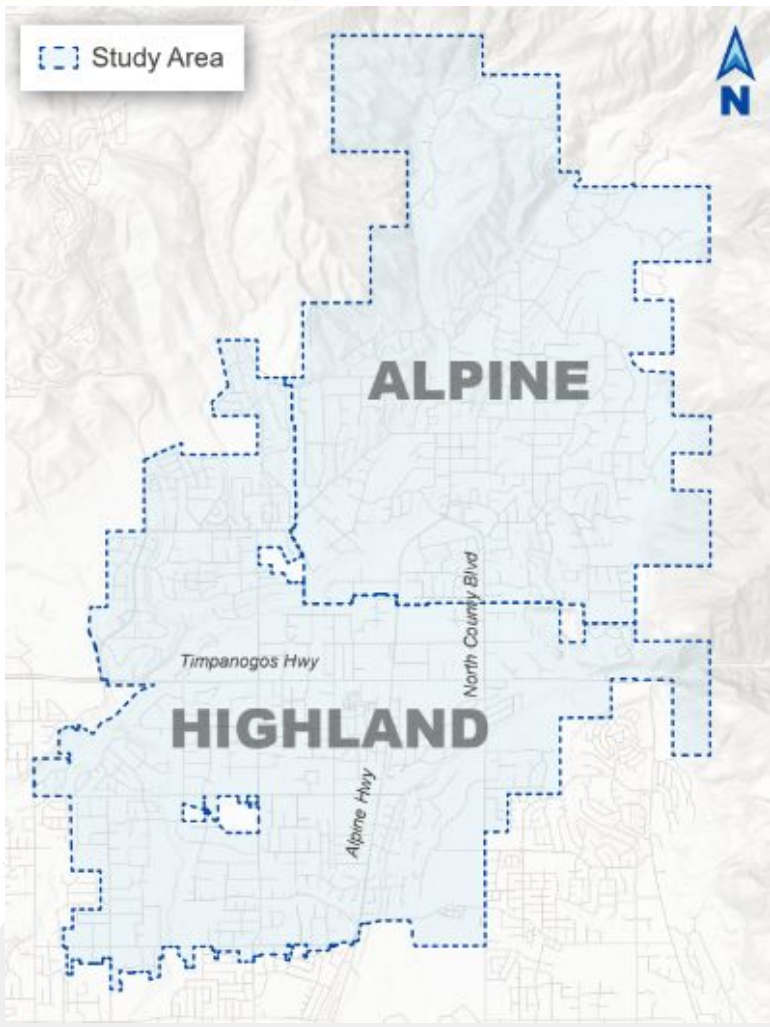 Study Area
N
ALPINE
North County Blvd
Timpanogos Hwy
HIGHLAND
Alpine Hwy